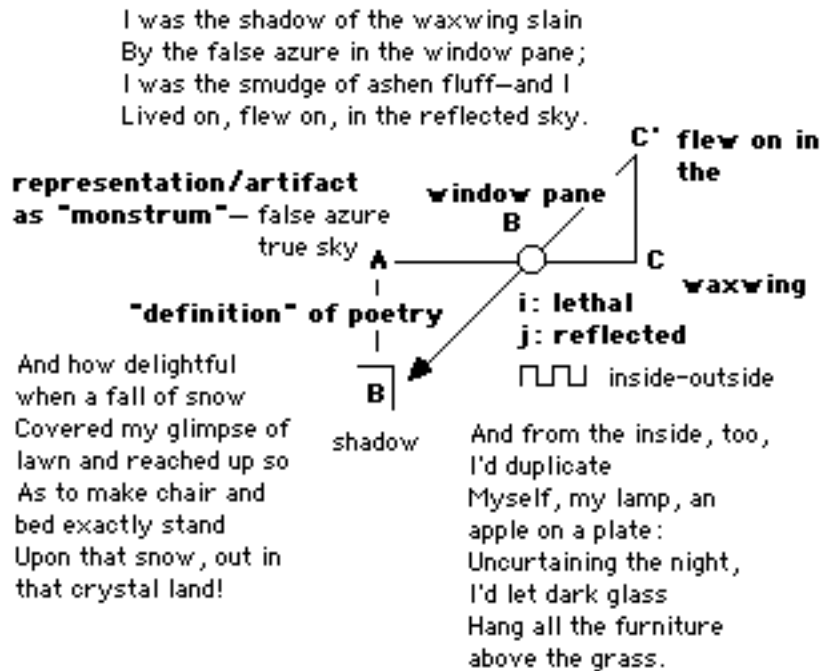 I was the shadow of the waxwing slain
By the false azure in the window pane;
I was the smudge of ashen fluff—and I
Lived on, flew on, in the reflected sky.
C' flew on in
the
representation/artifact
as "monstrum"— false azure
true sky
window pane
B
A
C
waxwing
"definition" of poetry
i: lethal
j: reflected
inside-outside
B
shadow
And how delightful
when a fall of snow
Covered my glimpse of
lawn and reached up so
As to make chair and
bed exactly stand
Upon that snow, out in
that crystal land!
And from the inside, too,
I'd duplicate
Myself, my lamp, an
apple on a plate:
Uncurtaining the night,
I'd let dark glass
Hang all the furniture
above the grass.